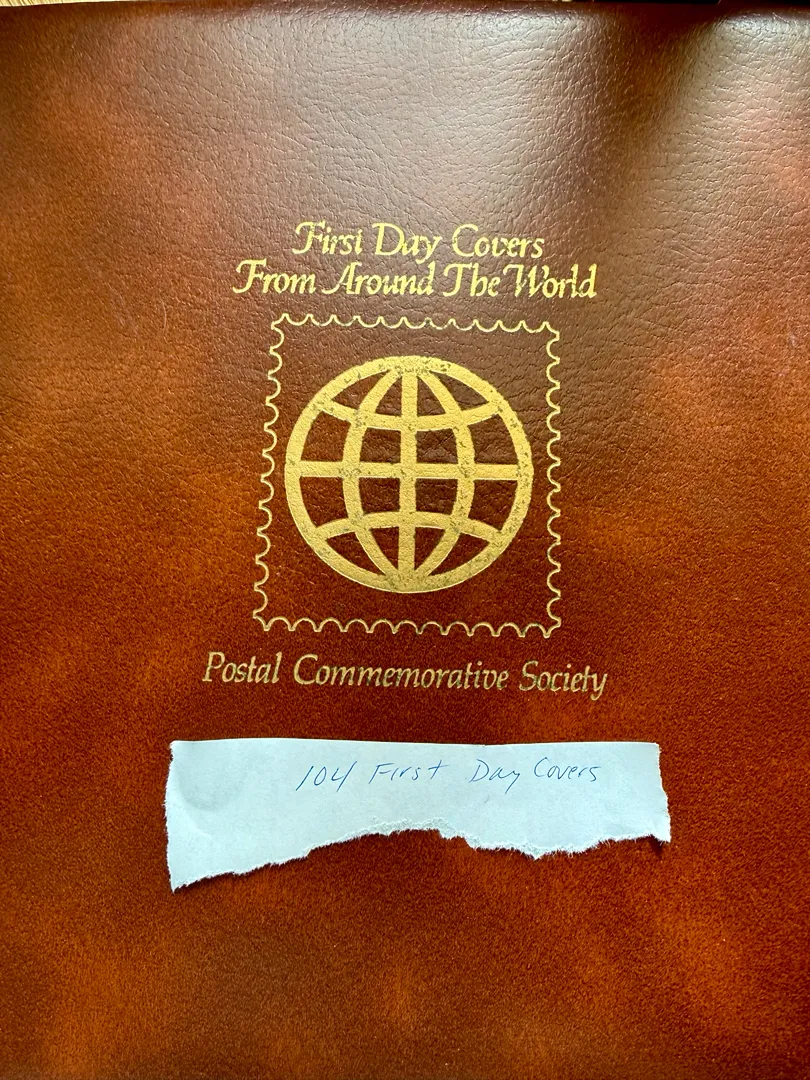 First Day Covers
From Around The World
Postal Commemorative Society
104 First Day Covers